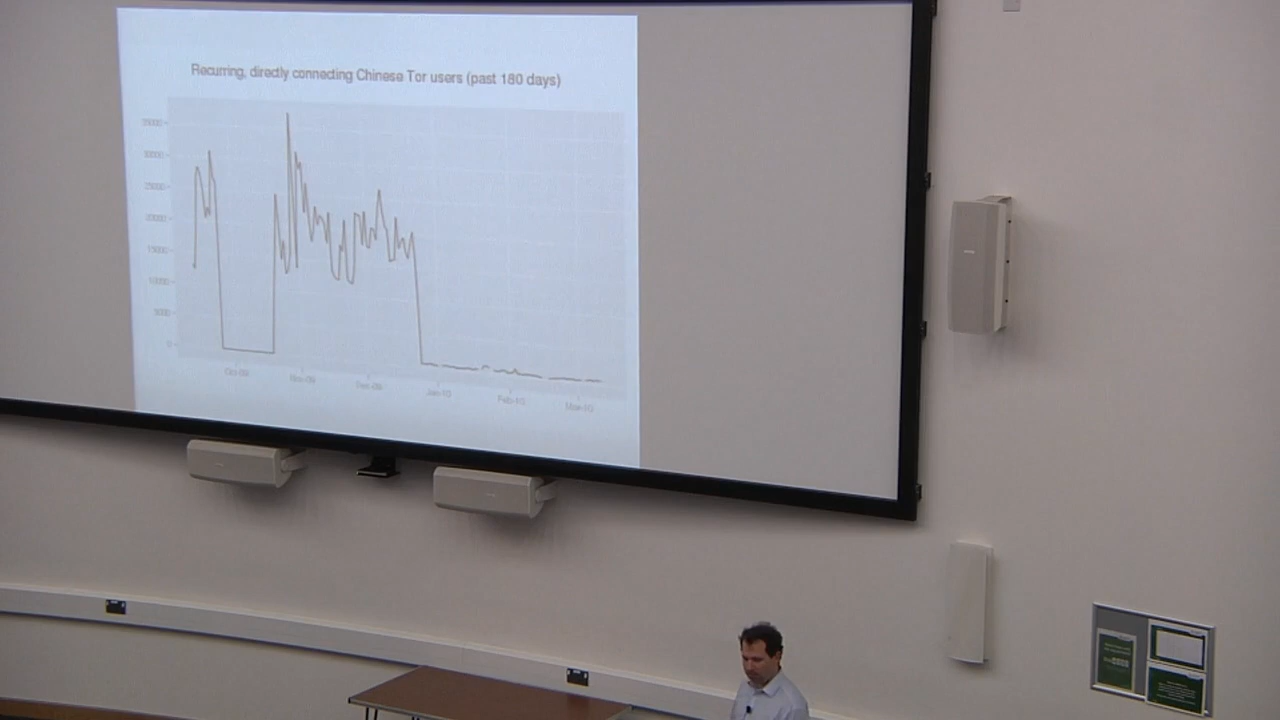 Recurring, directly connecting Chinese Tor users (past 180 days)
35000
30000
25000
20000
15000
10000
5000
0
Oct-09
Nov-09
Dec-09
Jan-10
Feb-10
Mar-10